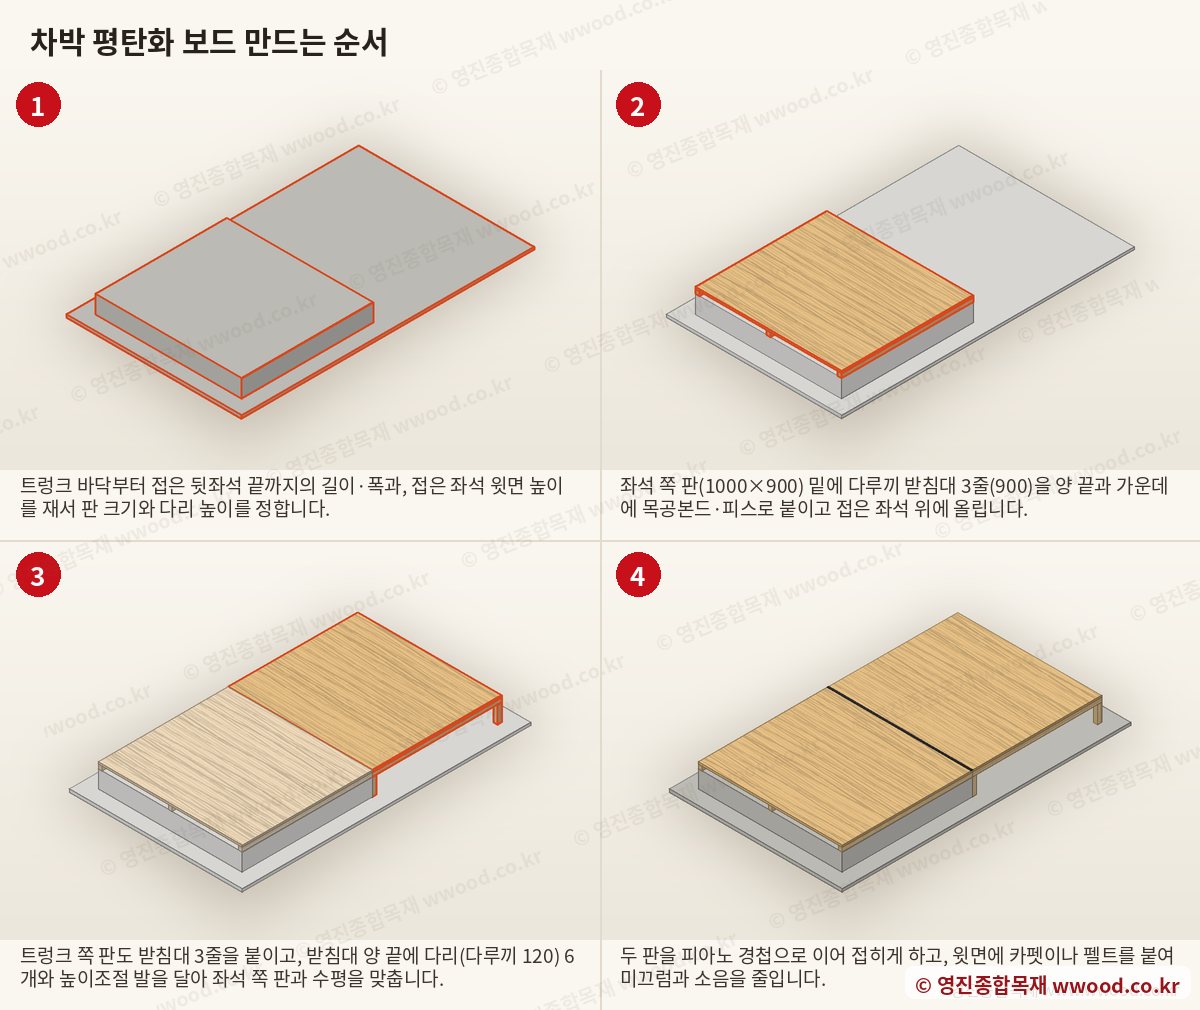 차박 평탄화 보드 만드는 순서
1
2
트렁크 바닥부터 접은 뒷좌석 끝까지의 길이·폭과, 접은 좌석 윗면 높이
를 재서 판 크기와 다리 높이를 정합니다.
좌석 쪽 판(1000×900) 밑에 다루끼 받침대 3줄(900)을 양 끝과 가운데
에 목공본드·피스로 붙이고 접은 좌석 위에 올립니다.
3
4
트렁크 쪽 판도 받침대 3줄을 붙이고, 받침대 양 끝에 다리(다루끼 120) 6
개와 높이조절 발을 달아 좌석 쪽 판과 수평을 맞춥니다.
두 판을 피아노 경첩으로 이어 접히게 하고, 윗면에 카펫이나 펠트를 붙여
미끄럼과 소음을 줄입니다.
© 영진종합목재 wwood.co.kr